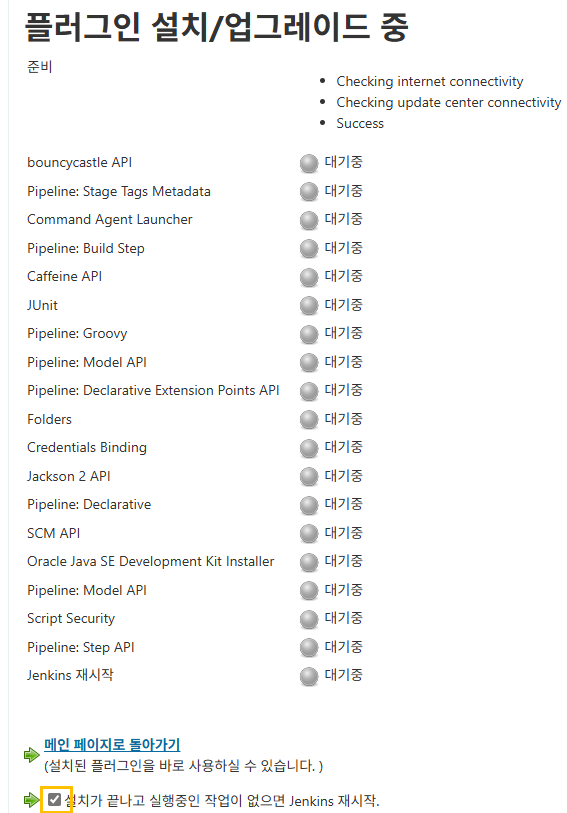 플러그인 설치/업그레이드 중
준비
Checking internet connectivity
Checking update center connectivity
Success
bouncycastle API 대기중
Pipeline: Stage Tags Metadata 대기중
Command Agent Launcher 대기중
Pipeline: Build Step 대기중
Caffeine API 대기중
JUnit 대기중
Pipeline: Groovy 대기중
Pipeline: Model API 대기중
Pipeline: Declarative Extension Points API 대기중
Folders 대기중
Credentials Binding 대기중
Jackson 2 API 대기중
Pipeline: Declarative 대기중
SCM API 대기중
Oracle Java SE Development Kit Installer 대기중
Pipeline: Model API 대기중
Script Security 대기중
Pipeline: Step API 대기중
Jenkins 재시작 대기중
메인 페이지로 돌아가기
(설치된 플러그인을 바로 사용하실 수 있습니다. )
설치가 끝나고 실행중인 작업이 없으면 Jenkins 재시작.